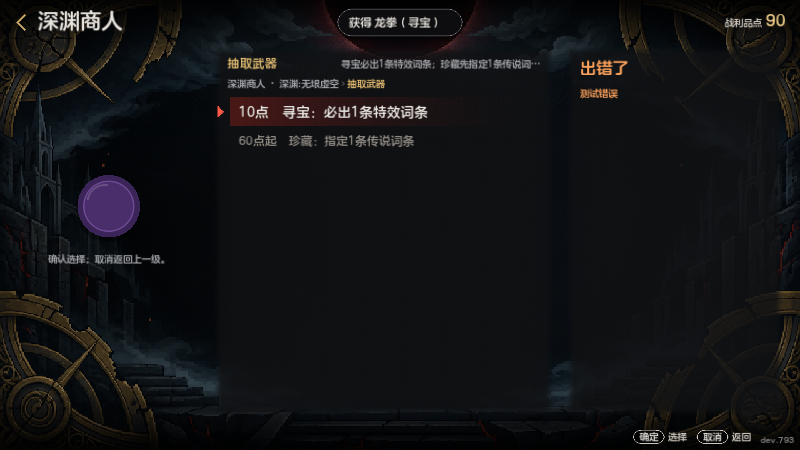 深渊商人
获得 龙拳（寻宝）
战利品点 90
抽取武器
寻宝必出1条特效词条；珍藏先指定1条传说词…
深渊商人 · 深渊:无垠虚空 › 抽取武器
10点 寻宝：必出1条特效词条
60点起 珍藏：指定1条传说词条
出错了
测试错误
确认选择；取消返回上一级。
确定 选择 取消 返回
dev.793